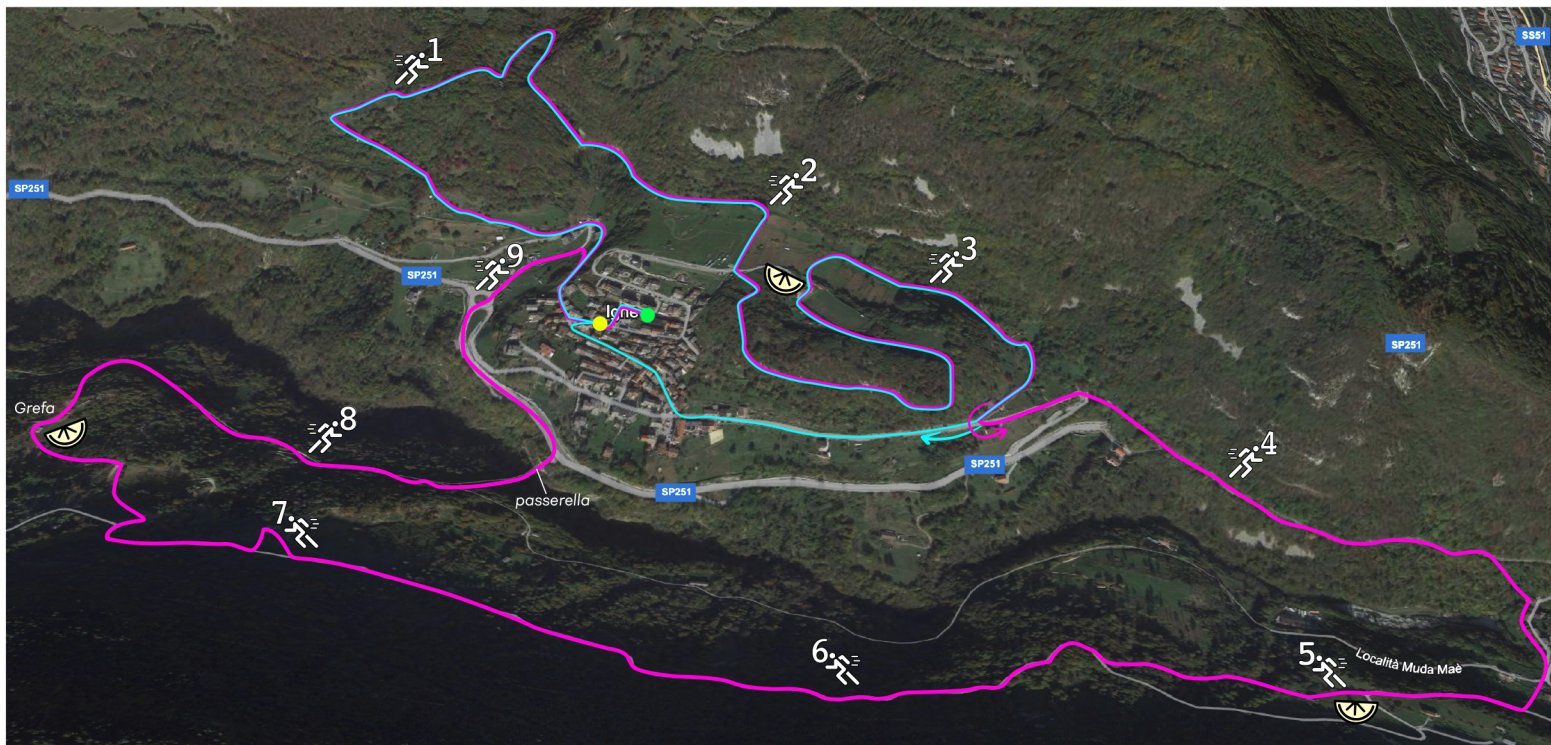 1
SS51
2
SP251
3
9
SP251
Igne
SP251
Grefa
8
4
SP251
passerella
SP251
7
6
5
Località Muda Maè